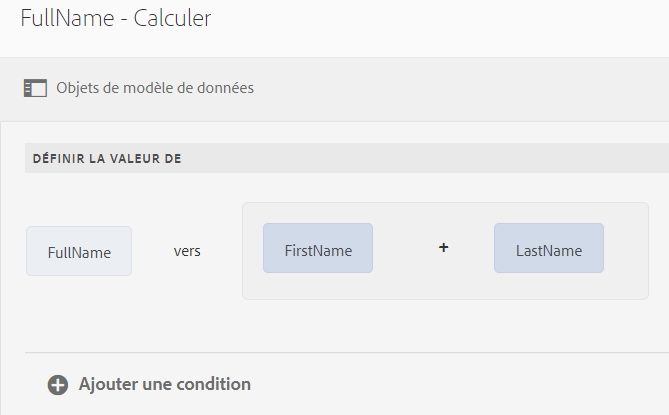 FullName - Calculer
Objets de modèle de données
DÉFINIR LA VALEUR DE
FullName vers FirstName + LastName
Ajouter une condition